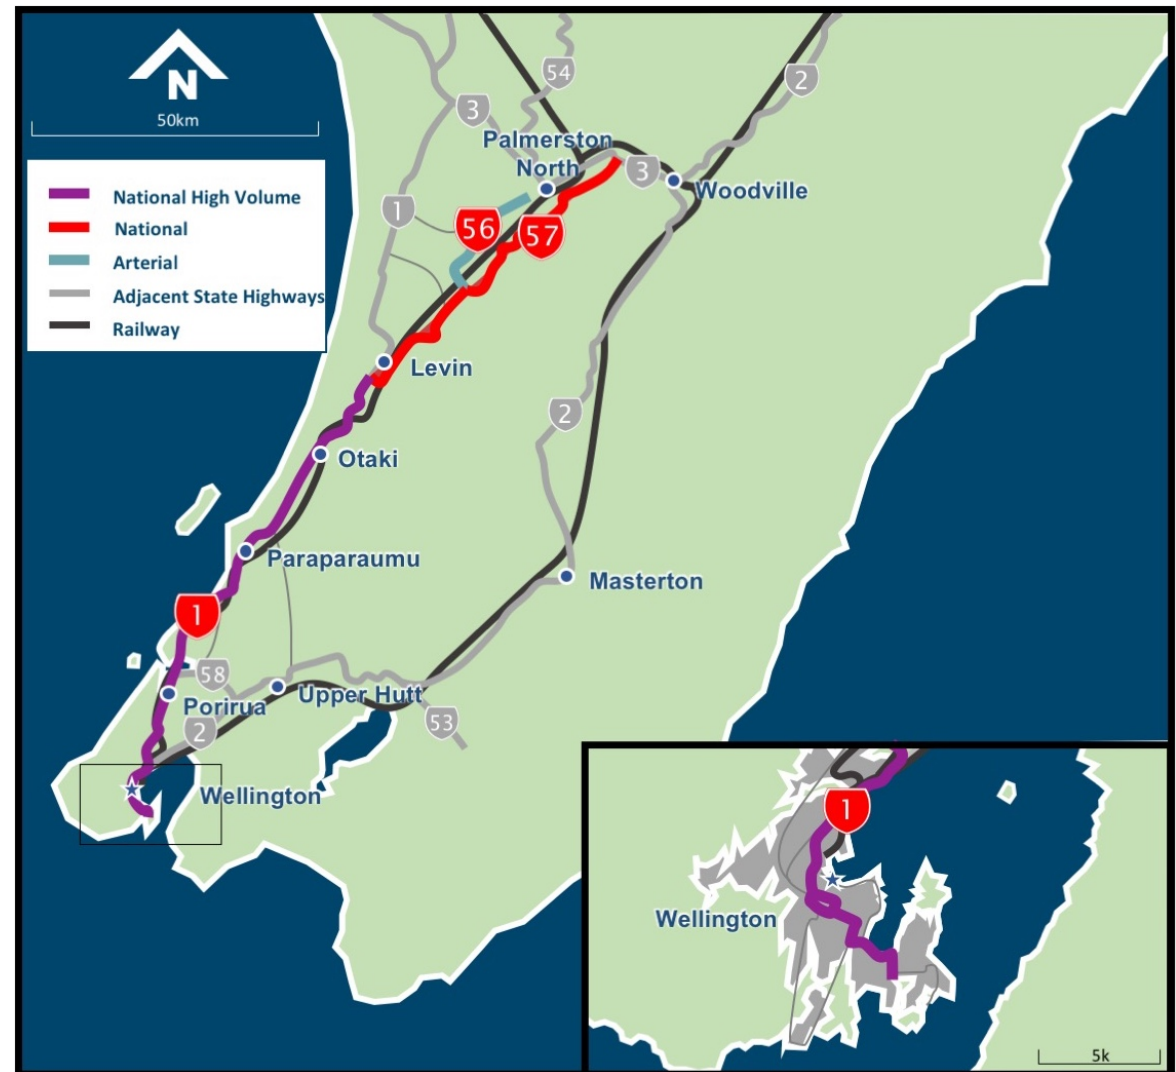 N
50km
National High Volume
National
Arterial
Adjacent State Highways
Railway
54
2
3
Palmerston
North
3
Woodville
1
56
57
Levin
2
Otaki
Paraparaumu
Masterton
1
58
Porirua
Upper Hutt
2
53
Wellington
1
Wellington
5k